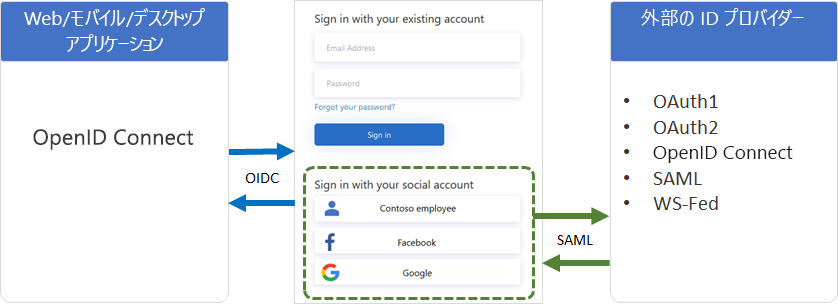 Web/モバイル/デスクトップ
アプリケーション
OpenID Connect
OIDC
Sign in with your existing account
Email Address
Password
Forgot your password?
Sign in
Sign in with your social account
Contoso employee
Facebook
Google
SAML
外部の ID プロバイダー
• OAuth1
• OAuth2
• OpenID Connect
• SAML
• WS-Fed